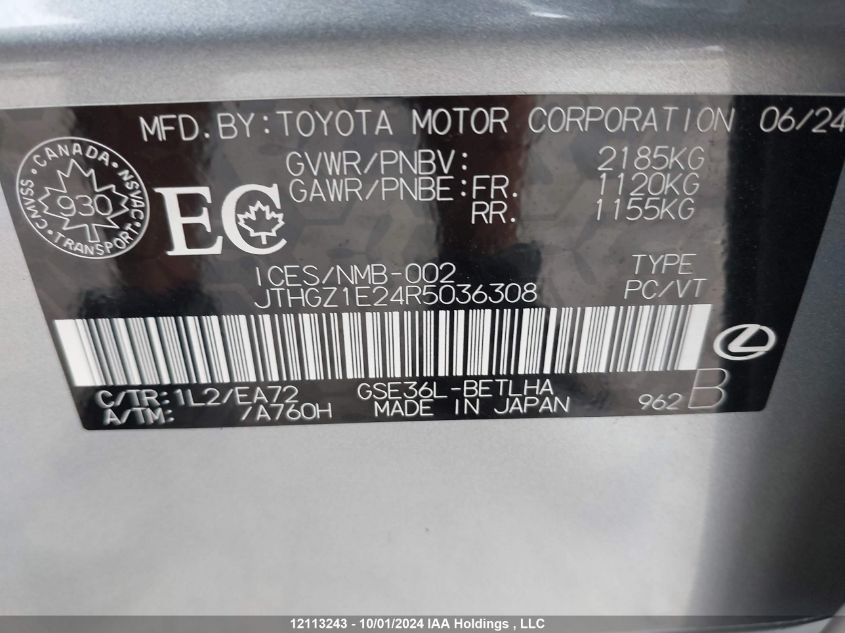 MFD.BY:TOYOTA MOTOR CORPORATION 06/24
GVWR/PNBV: 2185KG
GAWR/PNBE:FR. 1120KG
RR. 1155KG
CANADA
CMVSS 930 NSVAC
TRANSPORT
EC
ICES/NMB-002
TYPE
JTHGZ1E24R5036308
PC/VT
C/TR:1L2/EA72
GSE36L-BETLHA
A/TM: /A760H
MADE IN JAPAN
962 B
12113243 - 10/01/2024 IAA Holdings , LLC